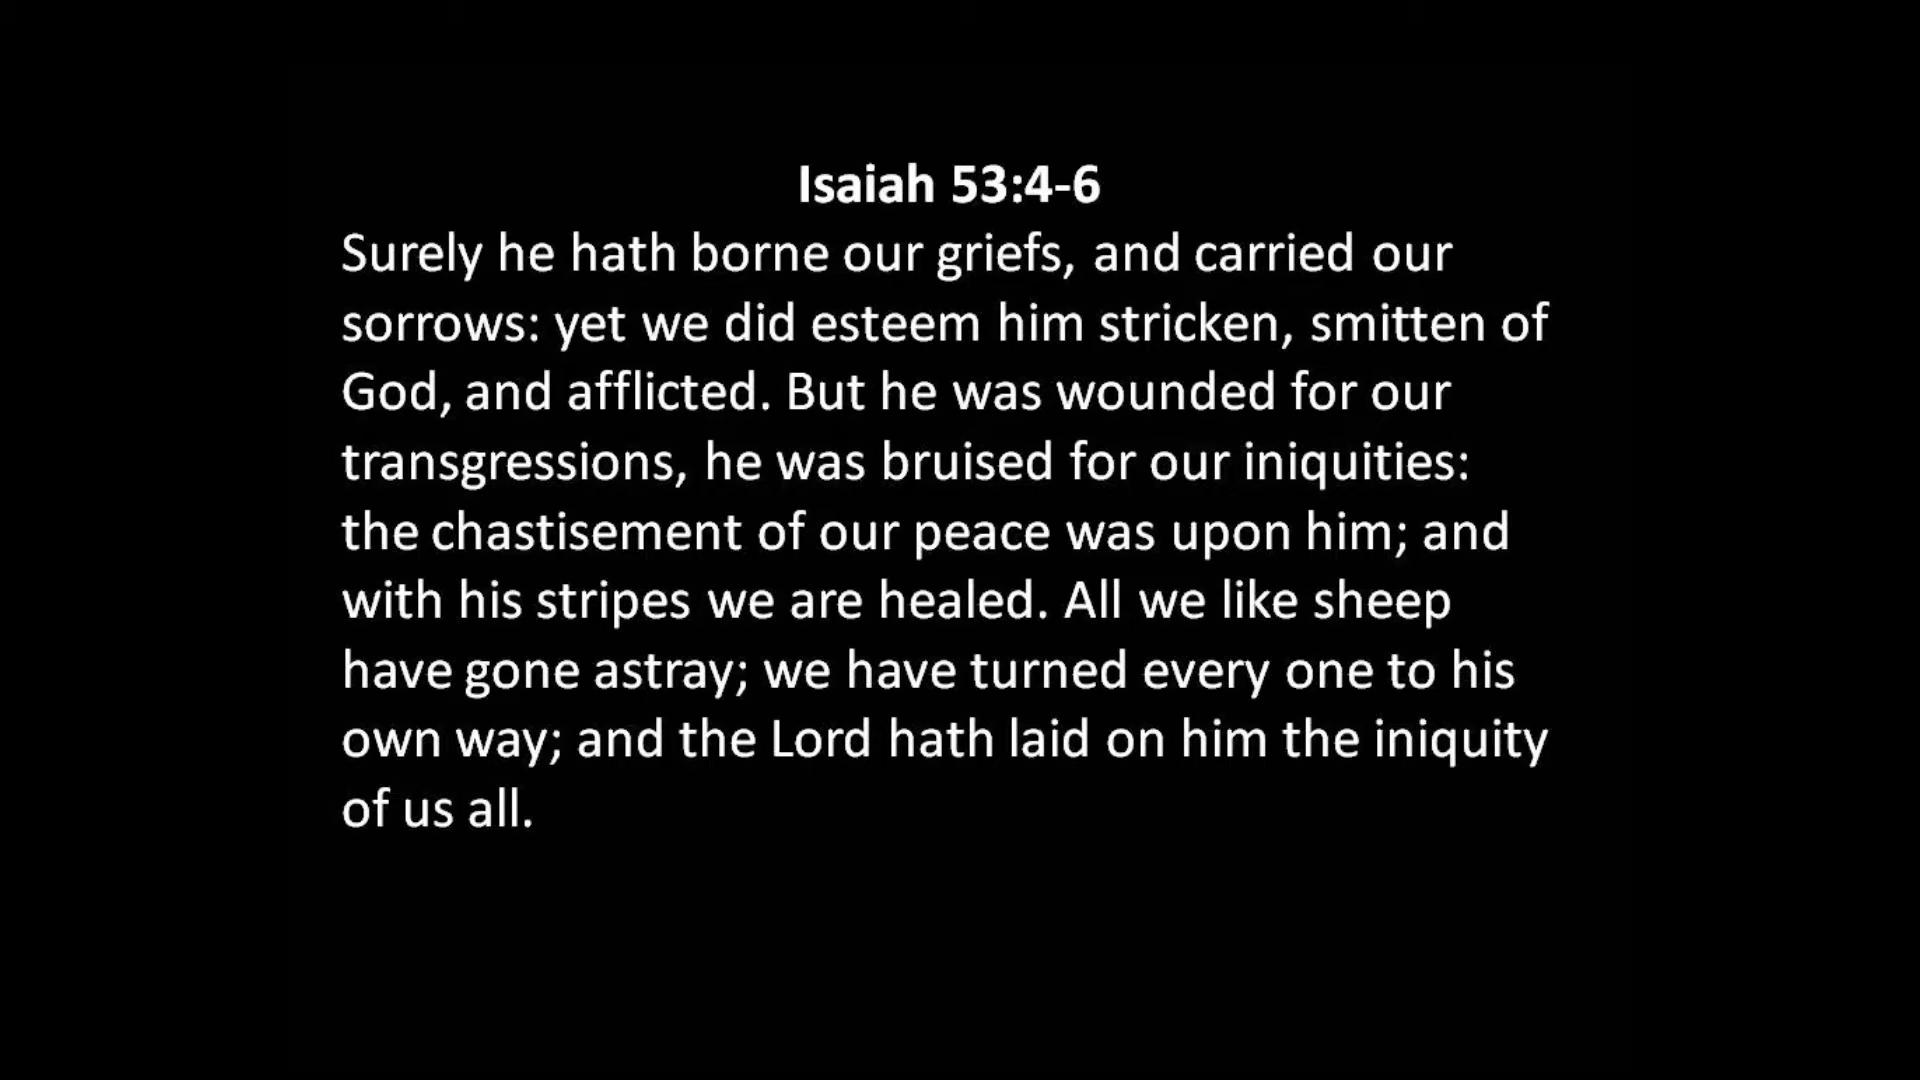 Isaiah 53:4-6
Surely he hath borne our griefs, and carried our
sorrows: yet we did esteem him stricken, smitten of
God, and afflicted. But he was wounded for our
transgressions, he was bruised for our iniquities:
the chastisement of our peace was upon him; and
with his stripes we are healed. All we like sheep
have gone astray; we have turned every one to his
own way; and the Lord hath laid on him the iniquity
of us all.